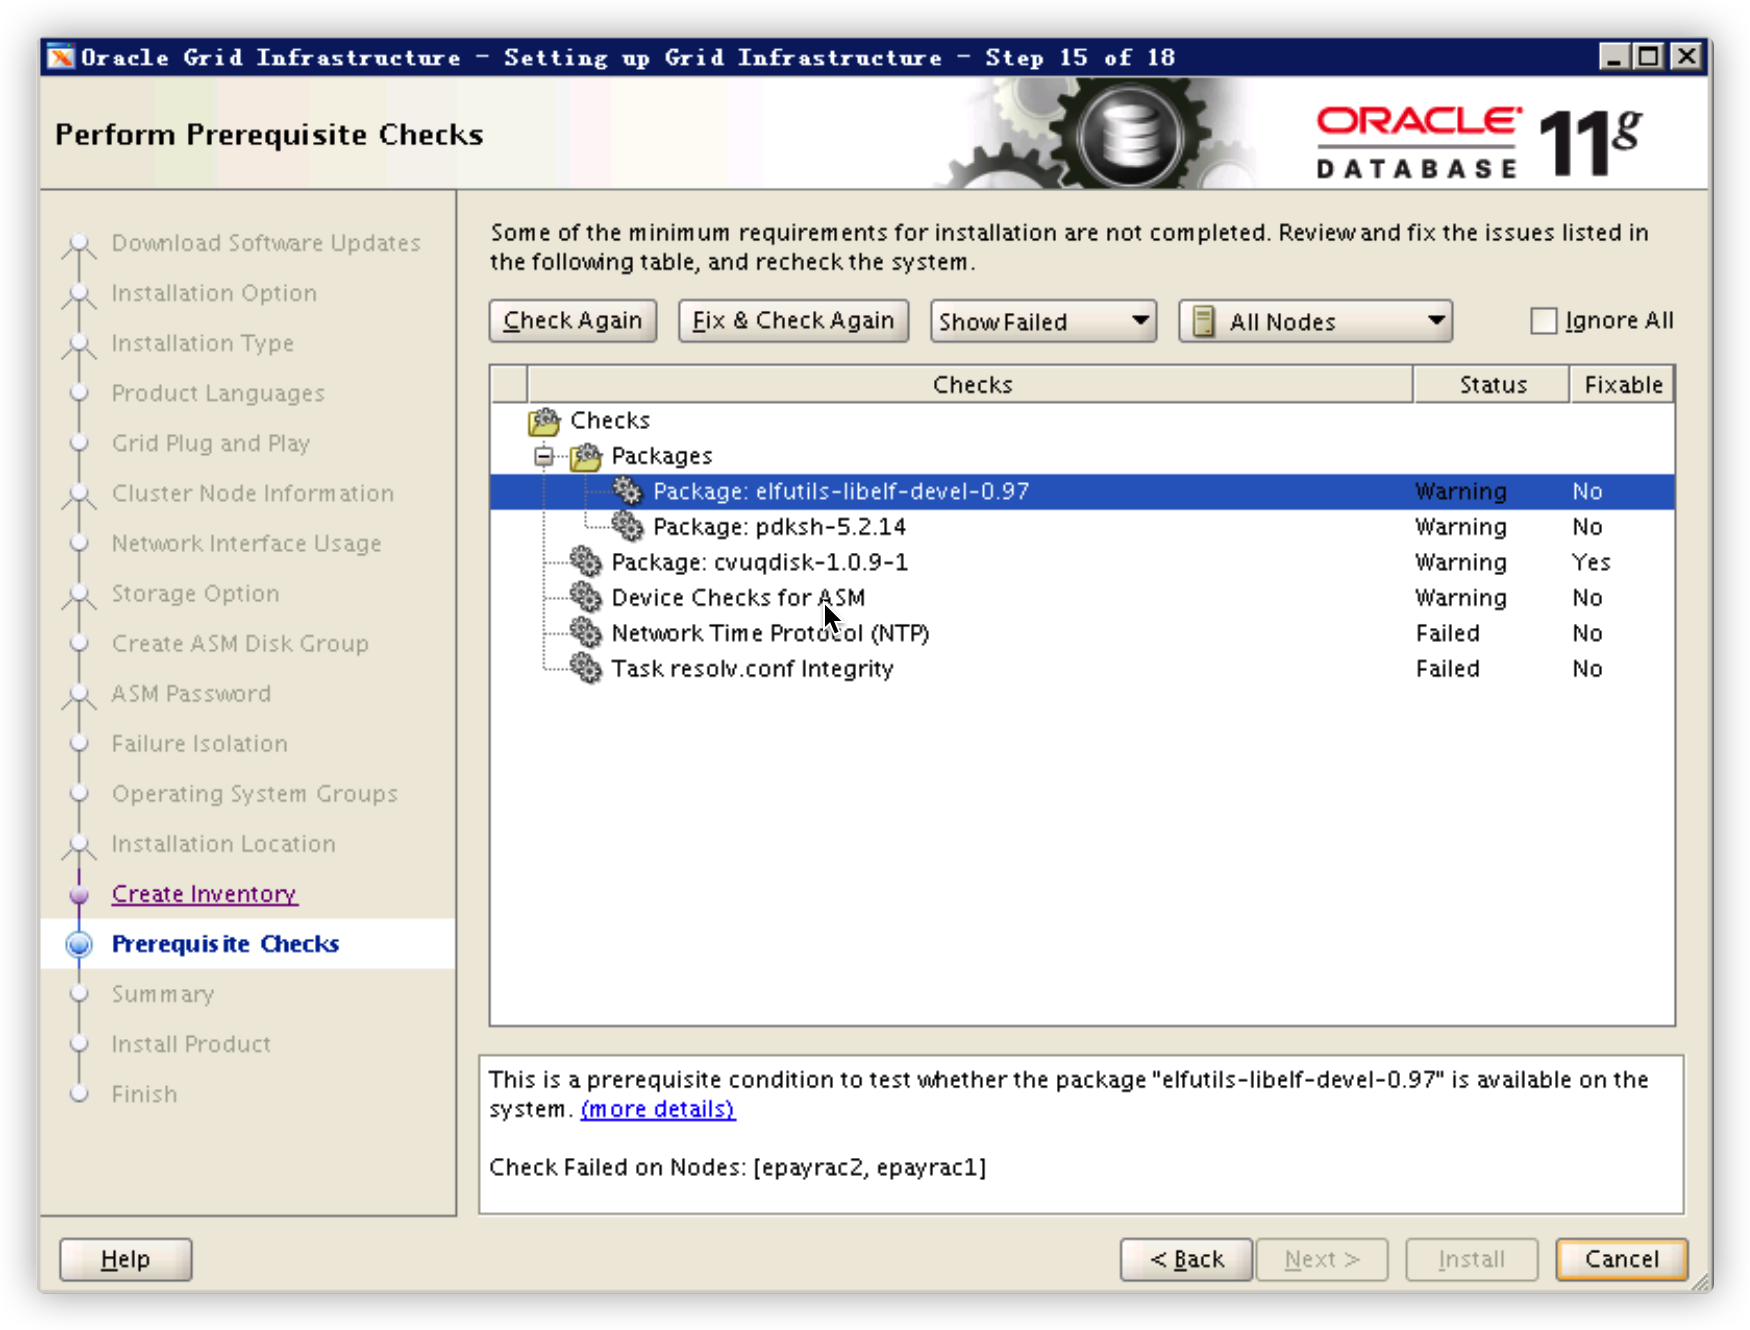 Oracle Grid Infrastructure - Setting up Grid Infrastructure - Step 15 of 18
Perform Prerequisite Checks
ORACLE
DATABASE
11g
Download Software Updates
Installation Option
Installation Type
Product Languages
Grid Plug and Play
Cluster Node Information
Network Interface Usage
Storage Option
Create ASM Disk Group
ASM Password
Failure Isolation
Operating System Groups
Installation Location
Create Inventory
Prerequisite Checks
Summary
Install Product
Finish
Some of the minimum requirements for installation are not completed. Review and fix the issues listed in
the following table, and recheck the system.
Check Again Fix & Check Again Show Failed All Nodes Ignore All
Checks Status Fixable
Checks
Packages
Package: elfutils-libelf-devel-0.97 Warning No
Package: pdksh-5.2.14 Warning No
Package: cvuqdisk-1.0.9-1 Warning Yes
Device Checks for ASM Warning No
Network Time Protocol (NTP) Failed No
Task resolv.conf Integrity Failed No
This is a prerequisite condition to test whether the package "elfutils-libelf-devel-0.97" is available on the
system. (more details)
Check Failed on Nodes: [epayrac2, epayrac1]
Help < Back Next > Install Cancel